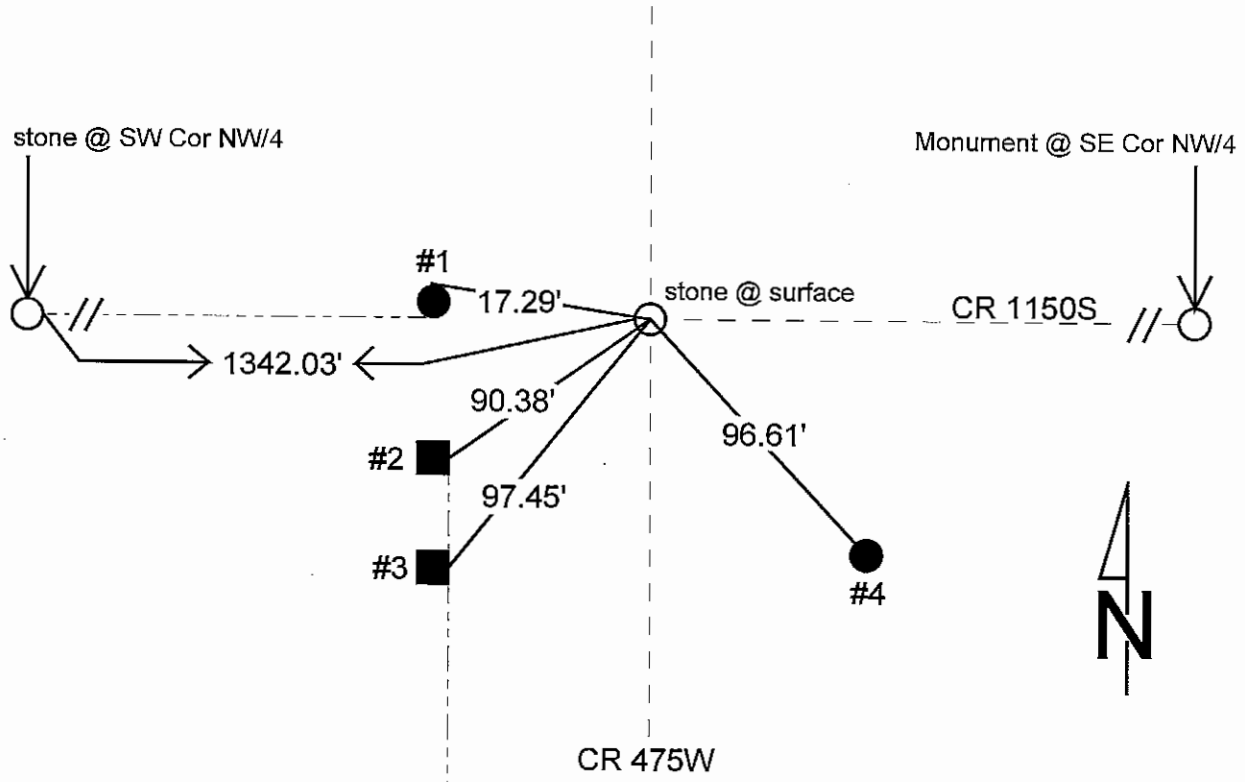 stone @ SW Cor NW/4
Monument @ SE Cor NW/4
#1
17.29'
stone @ surface
CR 1150S
1342.03'
90.38'
96.61'
#2
97.45'
#3
#4
N
CR 475W